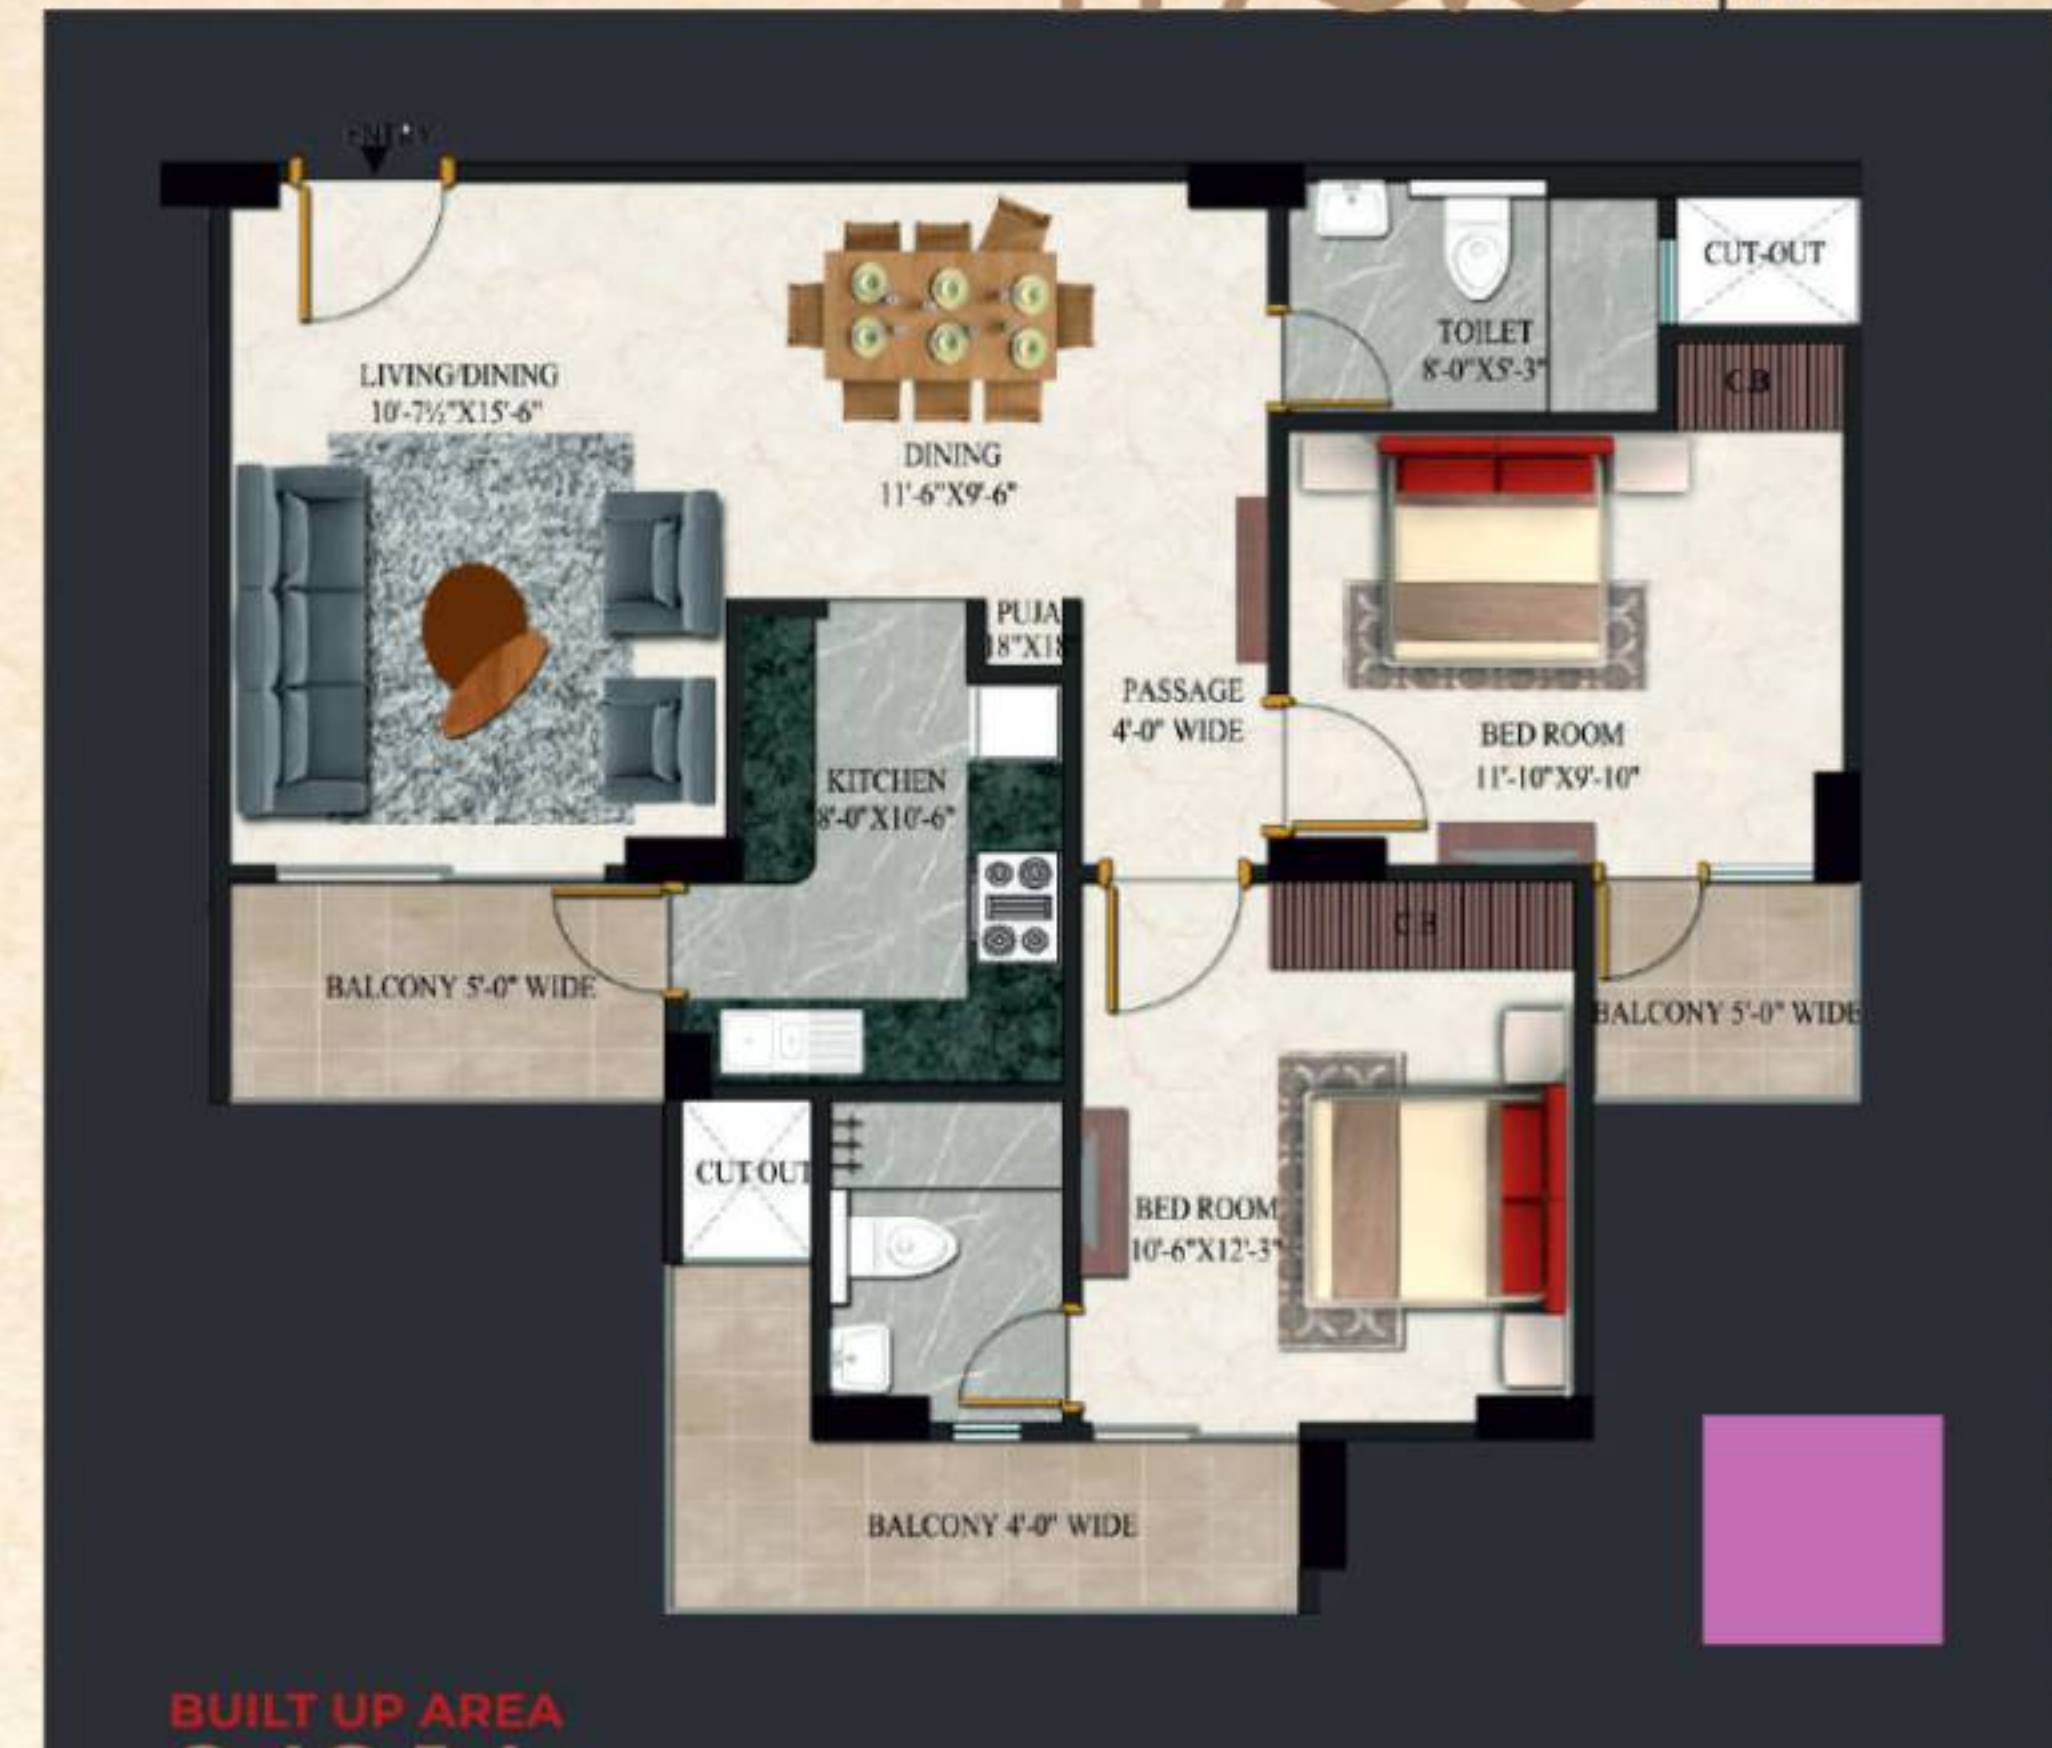 ENTRY
CUT-OUT
TOILET
8'-0"X5'-3"
C.B
LIVING/DINING
10'-7½"X15'-6"
DINING
11'-6"X9'-6"
PUJA
18"X18
PASSAGE
4'-0" WIDE
BED ROOM
11'-10"X9'-10"
KITCHEN
8'-0"X10'-6"
C.B
BALCONY 5'-0" WIDE
BALCONY 5'-0" WIDE
CUT OUT
BED ROOM
10'-6"X12'-3"
BALCONY 4'-0" WIDE
BUILT UP AREA